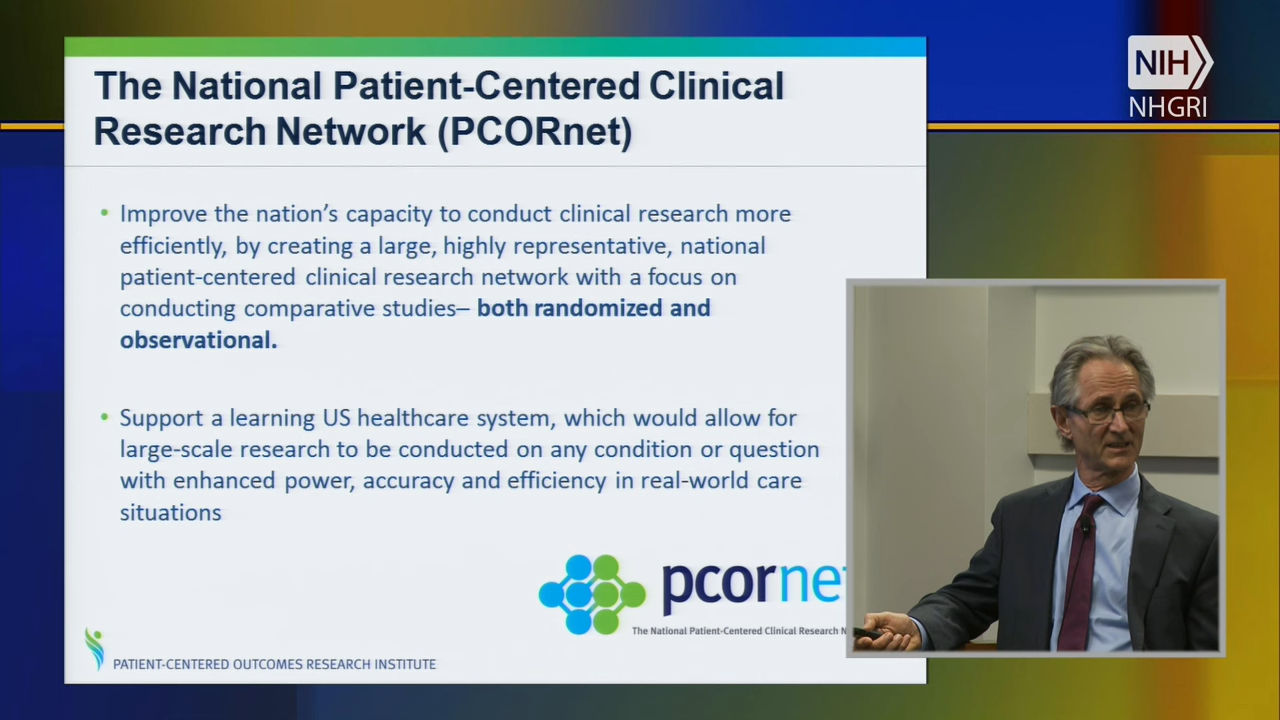 The National Patient-Centered Clinical
Research Network (PCORnet)
NIH
NHGRI
• Improve the nation's capacity to conduct clinical research more
efficiently, by creating a large, highly representative, national
patient-centered clinical research network with a focus on
conducting comparative studies– both randomized and
observational.
• Support a learning US healthcare system, which would allow for
large-scale research to be conducted on any condition or question
with enhanced power, accuracy and efficiency in real-world care
situations
pcorne
The National Patient-Centered Clinical Research N
PATIENT-CENTERED OUTCOMES RESEARCH INSTITUTE